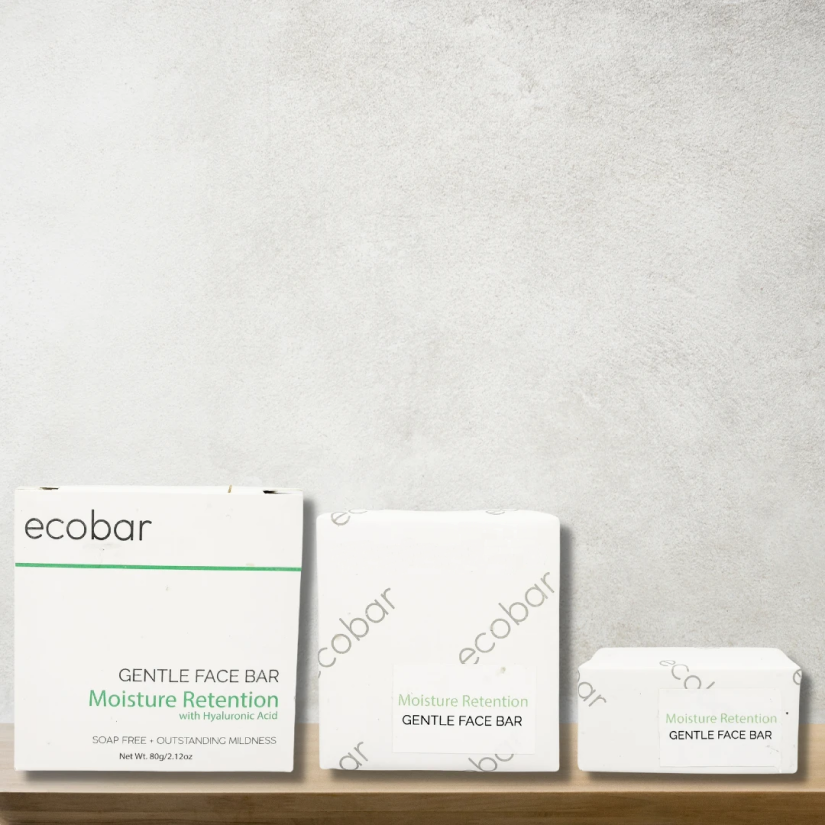 ecobar
GENTLE FACE BAR
Moisture Retention
with Hyaluronic Acid
SOAP FREE + OUTSTANDING MILDNESS
Net Wt. 80g/2.12oz
ecobar
ecobar
Moisture Retention
GENTLE FACE BAR
Moisture Retention
GENTLE FACE BAR